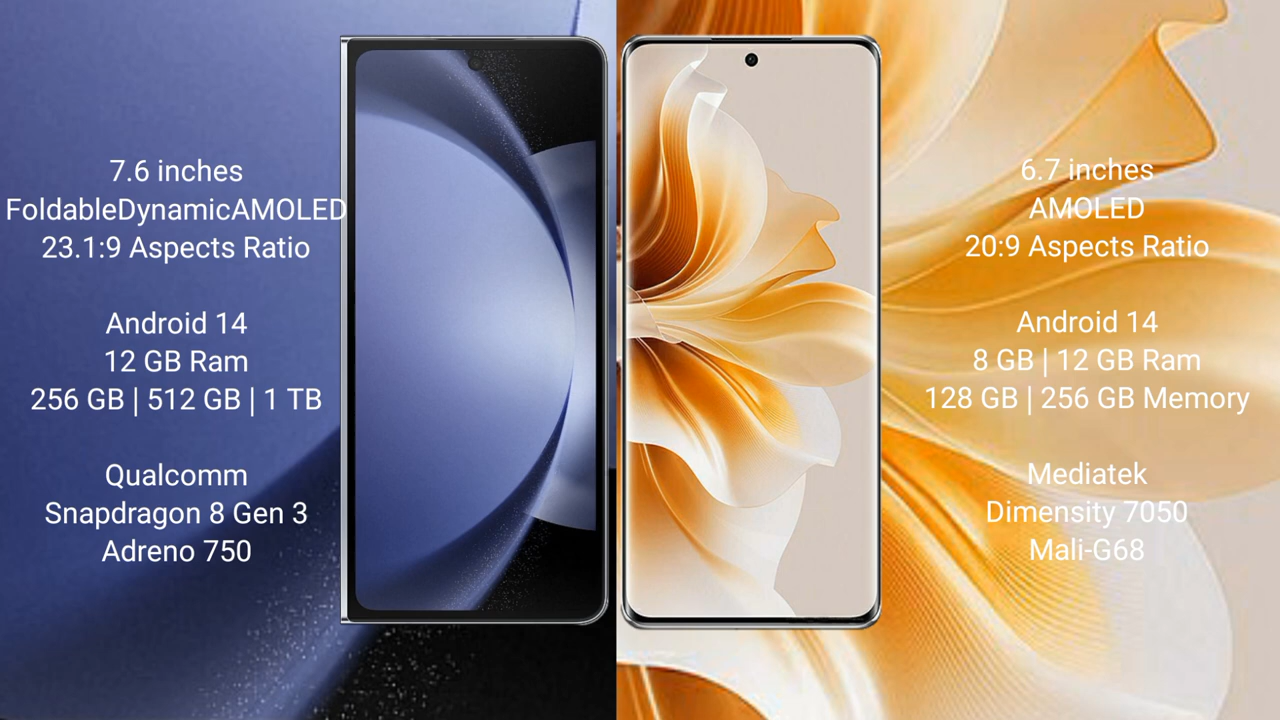 7.6 inches
FoldableDynamicAMOLED
23.1:9 Aspects Ratio
Android 14
12 GB Ram
256 GB | 512 GB | 1 TB
Qualcomm
Snapdragon 8 Gen 3
Adreno 750
6.7 inches
AMOLED
20:9 Aspects Ratio
Android 14
8 GB | 12 GB Ram
128 GB | 256 GB Memory
Mediatek
Dimensity 7050
Mali-G68